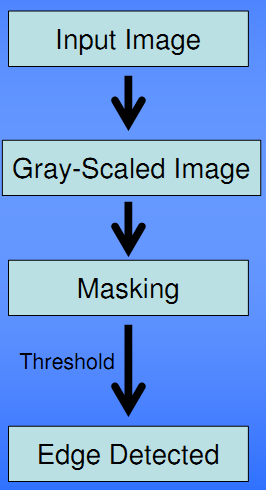 Input Image
Gray-Scaled Image
Masking
Threshold
Edge Detected